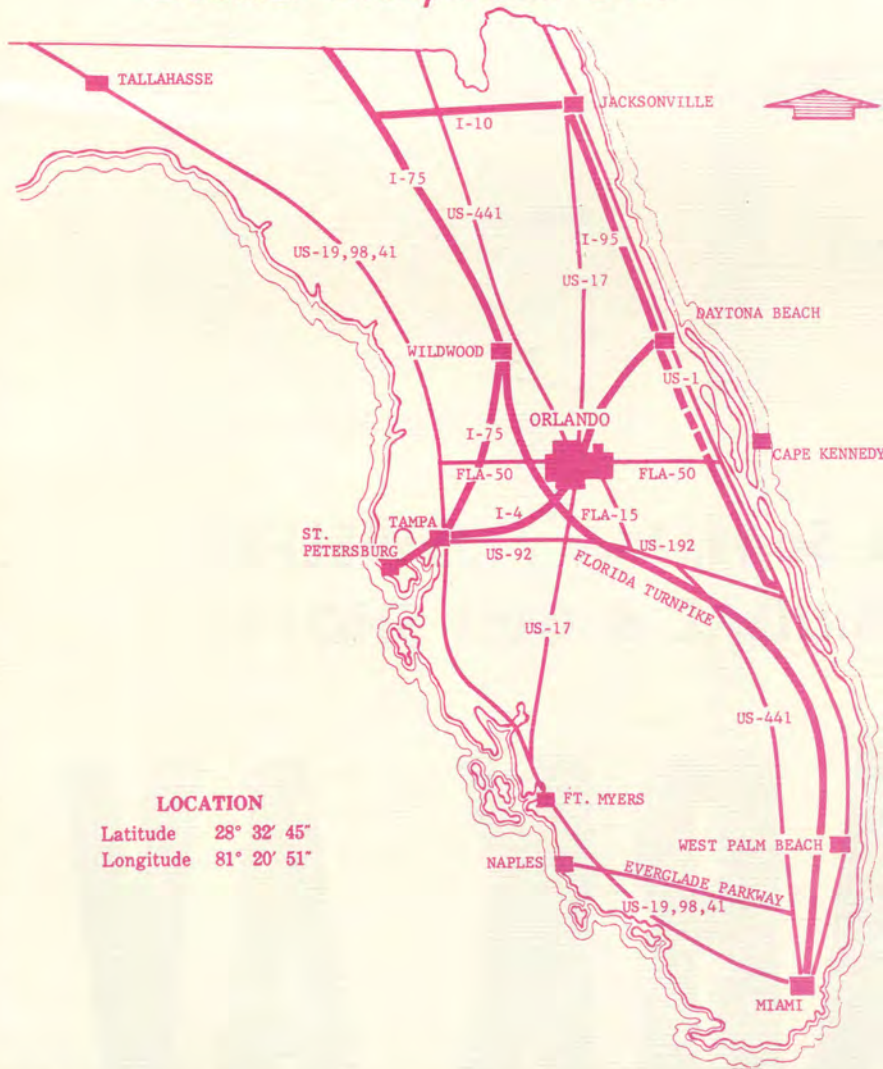 TALLAHASSE
JACKSONVILLE
I-10
I-75
US-441
I-95
US-19,98,41
US-17
DAYTONA BEACH
WILDWOOD
US-1
ORLANDO
I-75
CAPE KENNEDY
FLA-50
FLA-50
I-4
FLA-15
TAMPA
ST.
PETERSBURG
US-92
US-192
FLORIDA TURNPIKE
US-17
US-441
LOCATION
Latitude 28° 32′ 45″
Longitude 81° 20′ 51″
FT. MYERS
WEST PALM BEACH
NAPLES
EVERGLADE PARKWAY
US-19,98,41
MIAMI